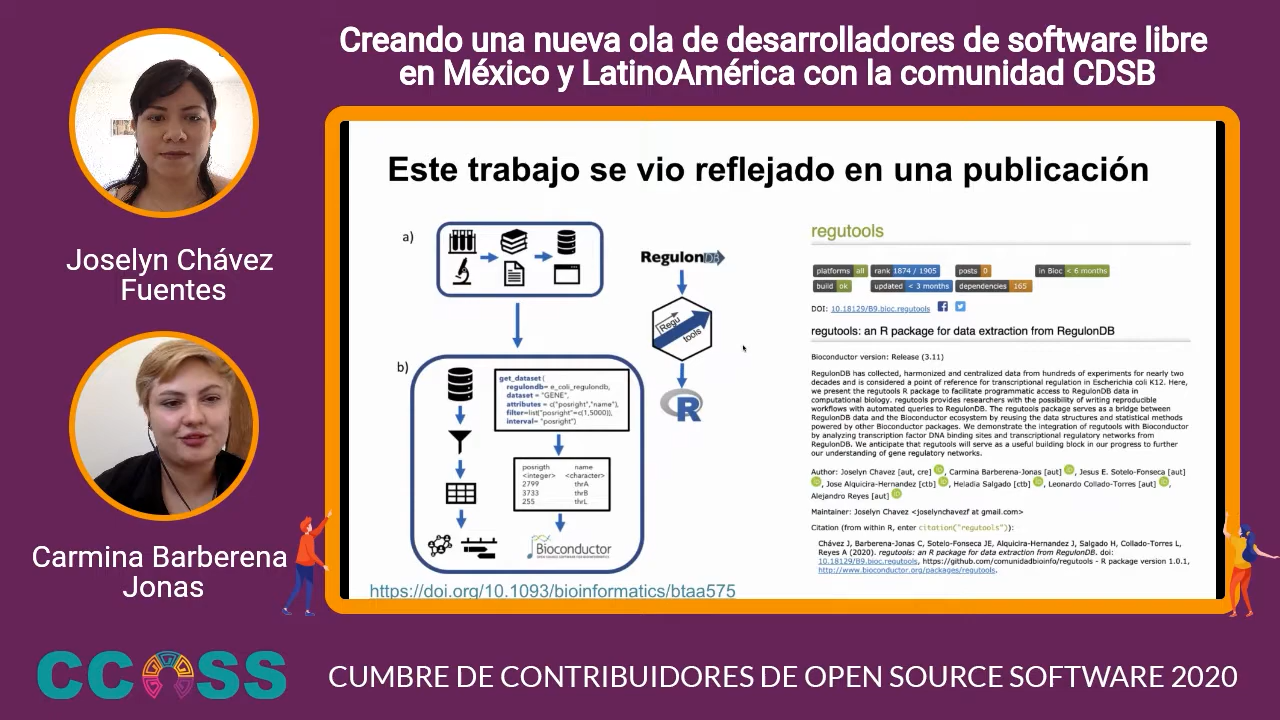 Creando una nueva ola de desarrolladores de software libre
en México y LatinoAmérica con la comunidad CDSB
Joselyn Chávez
Fuentes
Carmina Barberena
Jonas
Este trabajo se vio reflejado en una publicación
a)
RegulonDB
Regu
tools
R
b)
get_dataset(
regulondb= e_coli_regulondb,
dataset = "GENE",
attributes = c("posright","name"),
filter=list("posright"=c(1,5000)),
interval= "posright")
posrigth name
<integer> <character>
2799 thrA
3733 thrB
255 thrL
Bioconductor
https://doi.org/10.1093/bioinformatics/btaa575
regutools
platforms all rank 1874 / 1905 posts 0 in Bioc < 6 months
build ok updated < 3 months dependencies 165
DOI: 10.18129/B9.bioc.regutools
regutools: an R package for data extraction from RegulonDB
Bioconductor version: Release (3.11)
RegulonDB has collected, harmonized and centralized data from hundreds of experiments for nearly two
decades and is considered a point of reference for transcriptional regulation in Escherichia coli K12. Here,
we present the regutools R package to facilitate programmatic access to RegulonDB data in
computational biology. regutools provides researchers with the possibility of writing reproducible
workflows with automated queries to RegulonDB. The regutools package serves as a bridge between
RegulonDB data and the Bioconductor ecosystem by reusing the data structures and statistical methods
powered by other Bioconductor packages. We demonstrate the integration of regutools with Bioconductor
by analyzing transcription factor DNA binding sites and transcriptional regulatory networks from
RegulonDB. We anticipate that regutools will serve as a useful building block in our progress to further
our understanding of gene regulatory networks.
Author: Joselyn Chavez [aut, cre] , Carmina Barberena-Jonas [aut] , Jesus E. Sotelo-Fonseca [aut]
, Jose Alquicira-Hernandez [ctb] , Heladia Salgado [ctb] , Leonardo Collado-Torres [aut] ,
Alejandro Reyes [aut]
Maintainer: Joselyn Chavez <joselynchavezf at gmail.com>
Citation (from within R, enter citation("regutools")):
Chávez J, Barberena-Jonas C, Sotelo-Fonseca JE, Alquicira-Hernandez J, Salgado H, Collado-Torres L,
Reyes A (2020). regutools: an R package for data extraction from RegulonDB. doi:
10.18129/B9.bioc.regutools, https://github.com/comunidadbioinfo/regutools - R package version 1.0.1,
http://www.bioconductor.org/packages/regutools.
CCOSS
CUMBRE DE CONTRIBUIDORES DE OPEN SOURCE SOFTWARE 2020